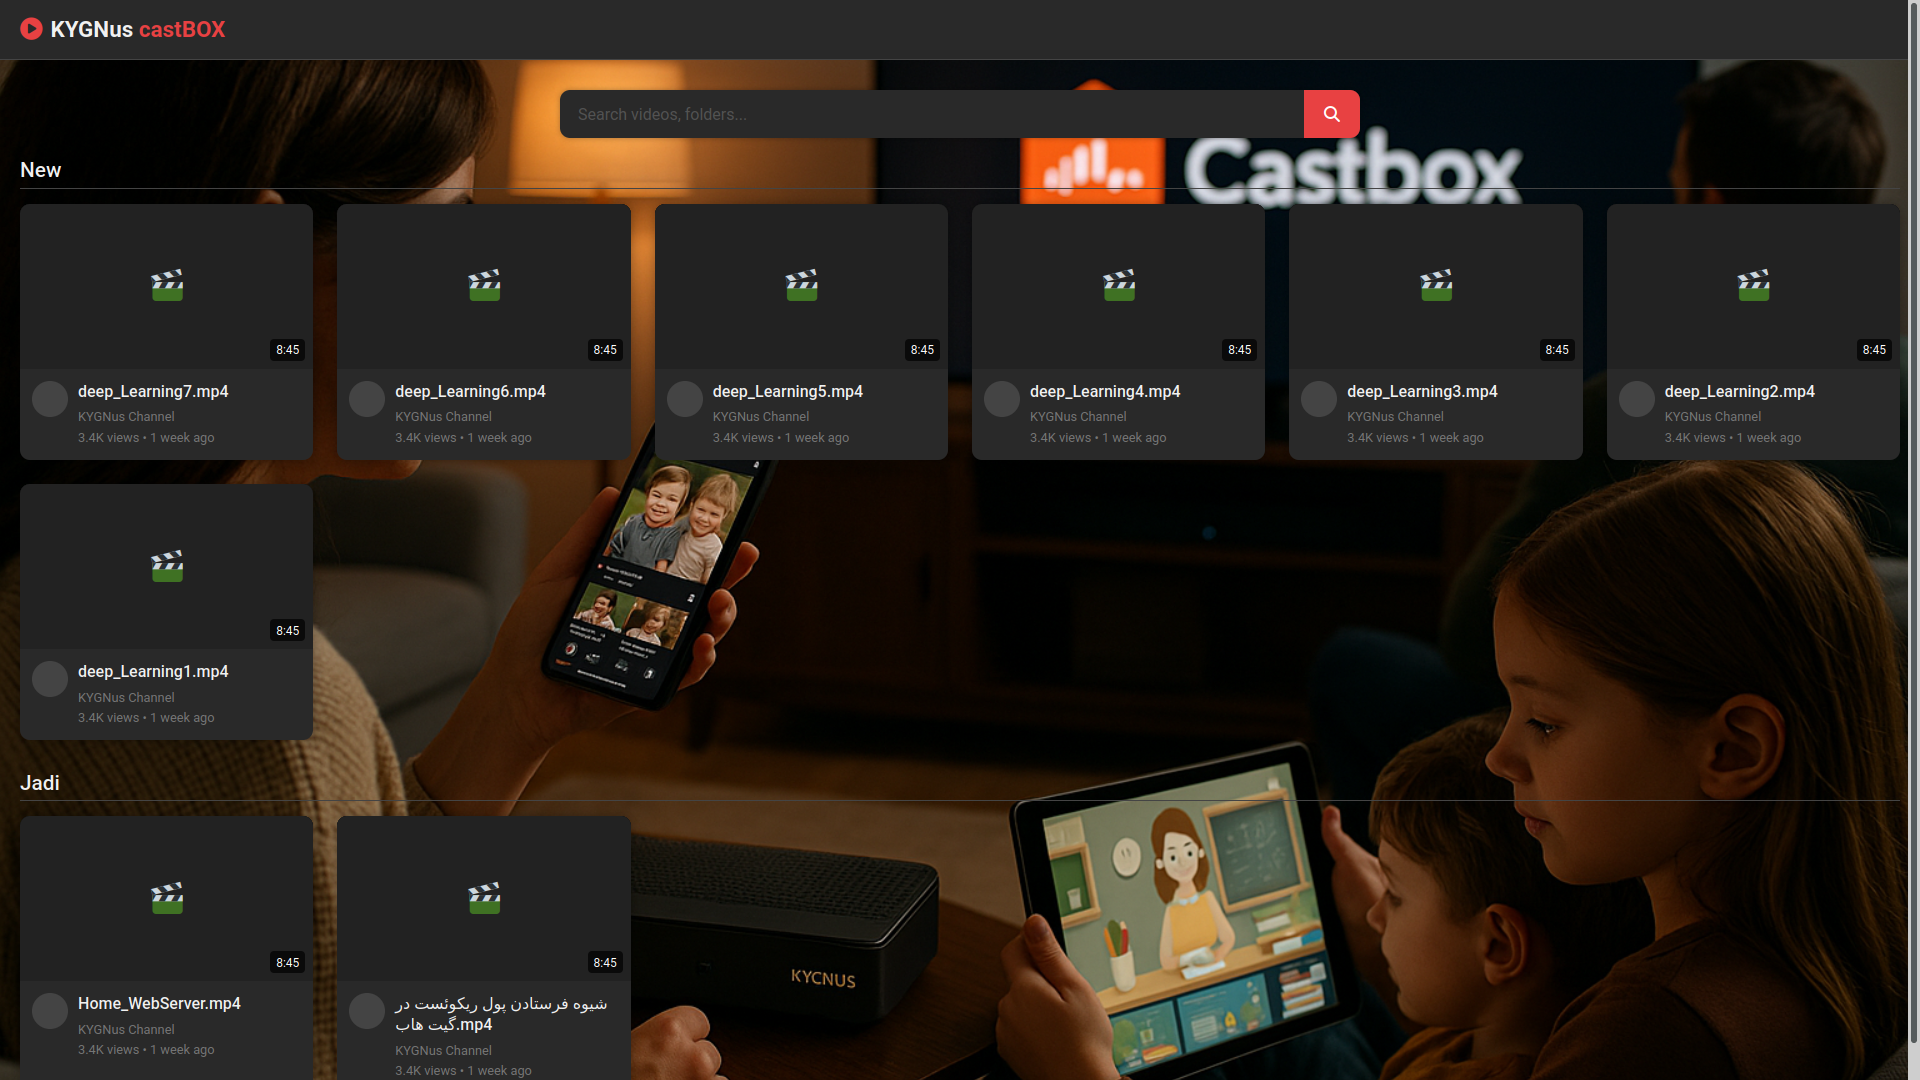 KYGNus castBOX
Search videos, folders...
Castbox
New
8:45
8:45
8:45
8:45
8:45
8:45
deep_Learning7.mp4
KYGNus Channel
3.4K views • 1 week ago
deep_Learning6.mp4
KYGNus Channel
3.4K views • 1 week ago
deep_Learning5.mp4
KYGNus Channel
3.4K views • 1 week ago
deep_Learning4.mp4
KYGNus Channel
3.4K views • 1 week ago
deep_Learning3.mp4
KYGNus Channel
3.4K views • 1 week ago
deep_Learning2.mp4
KYGNus Channel
3.4K views • 1 week ago
8:45
deep_Learning1.mp4
KYGNus Channel
3.4K views • 1 week ago
Jadi
8:45
8:45
Home_WebServer.mp4
KYGNus Channel
3.4K views • 1 week ago
شیوه فرستادن پول ریکوئست در
گیت هاب.mp4
KYGNus Channel
3.4K views • 1 week ago
KYCNUS